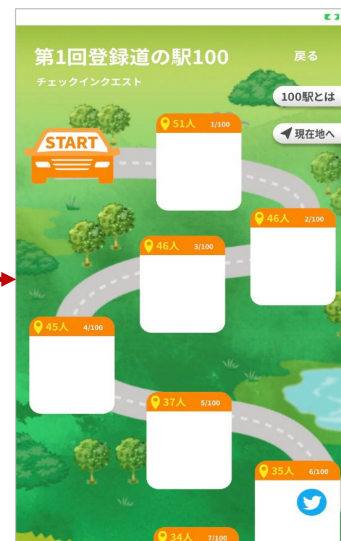 第1回登録道の駅100
戻る
チェックインクエスト
100駅とは
START
51人 1/100
現在地へ
46人 2/100
46人 3/100
45人 4/100
37人 5/100
35人 6/100
34人 7/100